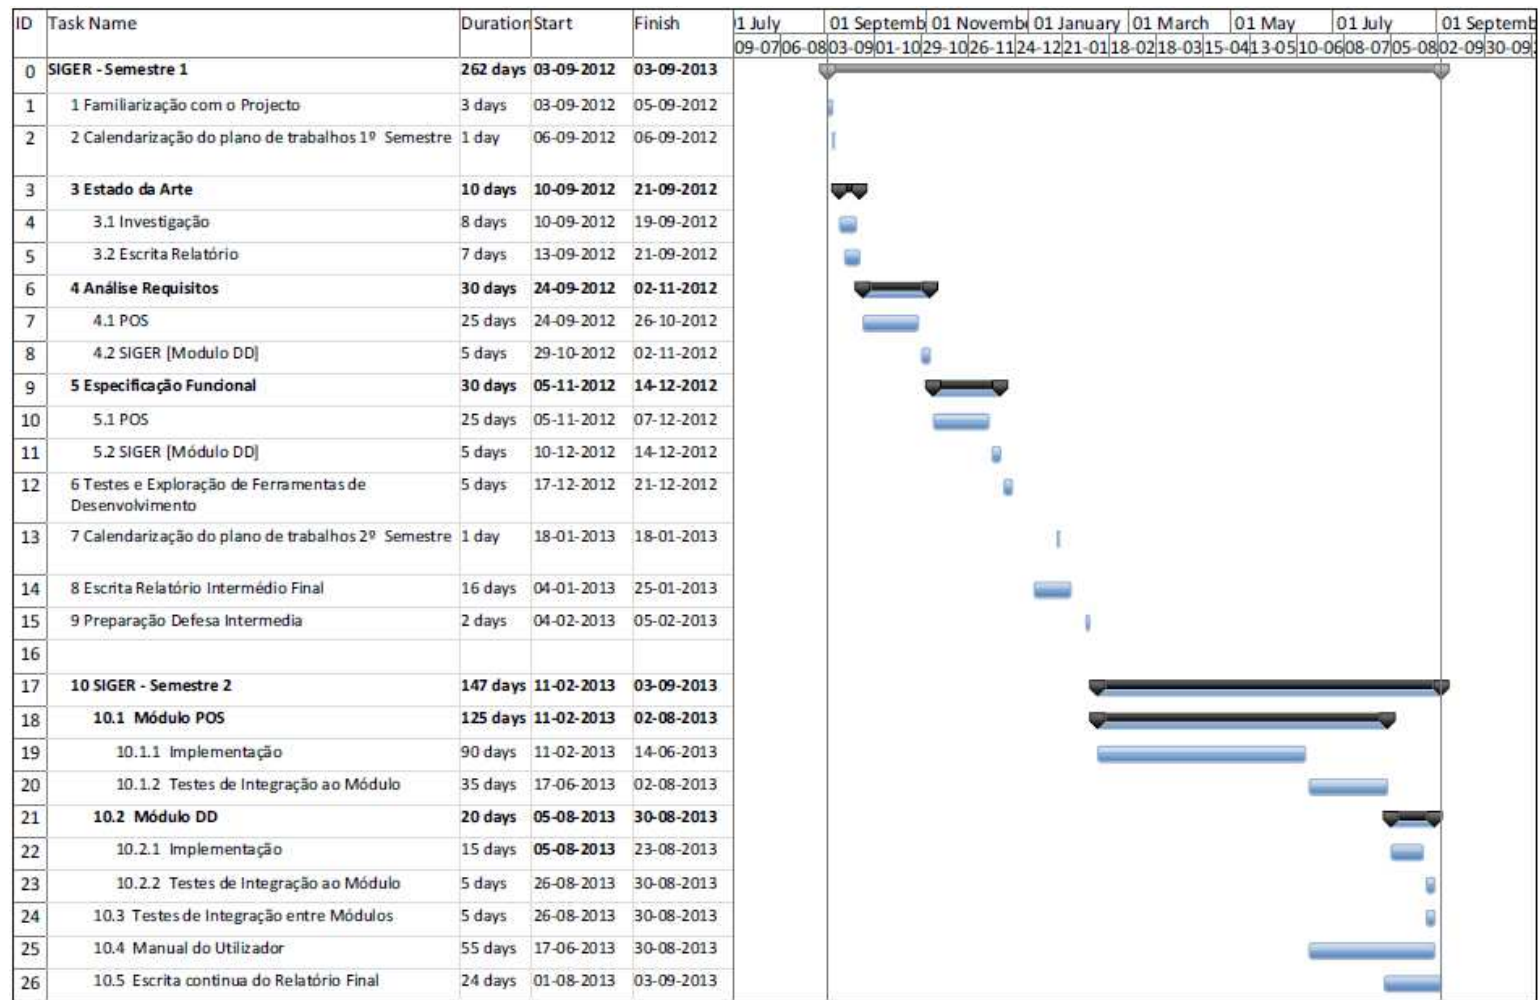 ID Task Name Duration Start Finish 01 July 01 Septemb 01 Novembe 01 January 01 March 01 May 01 July 01 Septemb
09-07 06-08 03-09 01-10 29-10 26-11 24-12 21-01 18-02 18-03 15-04 13-05 10-06 08-07 05-08 02-09 30-09
0 SIGER - Semestre 1 262 days 03-09-2012 03-09-2013
1 1 Familiarização com o Projecto 3 days 03-09-2012 05-09-2012
2 2 Calendarização do plano de trabalhos 1º Semestre 1 day 06-09-2012 06-09-2012
3 3 Estado da Arte 10 days 10-09-2012 21-09-2012
4 3.1 Investigação 8 days 10-09-2012 19-09-2012
5 3.2 Escrita Relatório 7 days 13-09-2012 21-09-2012
6 4 Análise Requisitos 30 days 24-09-2012 02-11-2012
7 4.1 POS 25 days 24-09-2012 26-10-2012
8 4.2 SIGER [Modulo DD] 5 days 29-10-2012 02-11-2012
9 5 Especificação Funcional 30 days 05-11-2012 14-12-2012
10 5.1 POS 25 days 05-11-2012 07-12-2012
11 5.2 SIGER [Módulo DD] 5 days 10-12-2012 14-12-2012
12 6 Testes e Exploração de Ferramentas de 5 days 17-12-2012 21-12-2012
Desenvolvimento
13 7 Calendarização do plano de trabalhos 2º Semestre 1 day 18-01-2013 18-01-2013
14 8 Escrita Relatório Intermédio Final 16 days 04-01-2013 25-01-2013
15 9 Preparação Defesa Intermedia 2 days 04-02-2013 05-02-2013
16
17 10 SIGER - Semestre 2 147 days 11-02-2013 03-09-2013
18 10.1 Módulo POS 125 days 11-02-2013 02-08-2013
19 10.1.1 Implementação 90 days 11-02-2013 14-06-2013
20 10.1.2 Testes de Integração ao Módulo 35 days 17-06-2013 02-08-2013
21 10.2 Módulo DD 20 days 05-08-2013 30-08-2013
22 10.2.1 Implementação 15 days 05-08-2013 23-08-2013
23 10.2.2 Testes de Integração ao Módulo 5 days 26-08-2013 30-08-2013
24 10.3 Testes de Integração entre Módulos 5 days 26-08-2013 30-08-2013
25 10.4 Manual do Utilizador 55 days 17-06-2013 30-08-2013
26 10.5 Escrita continua do Relatório Final 24 days 01-08-2013 03-09-2013